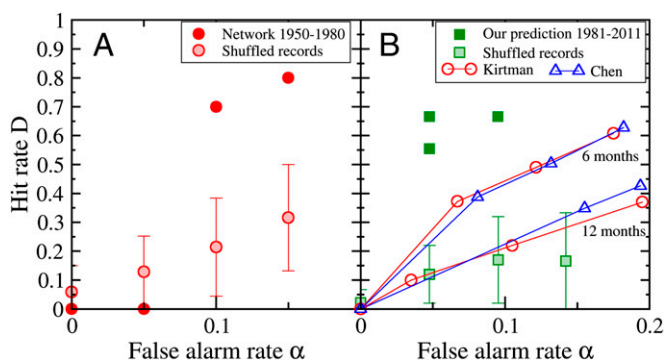 A
Network 1950-1980
Shuffled records
B
Our prediction 1981-2011
Shuffled records
Kirtman Chen
6 months
12 months
Hit rate D
1
0.9
0.8
0.7
0.6
0.5
0.4
0.3
0.2
0.1
0
0 0.1
0 0.1 0.2
False alarm rate α
False alarm rate α